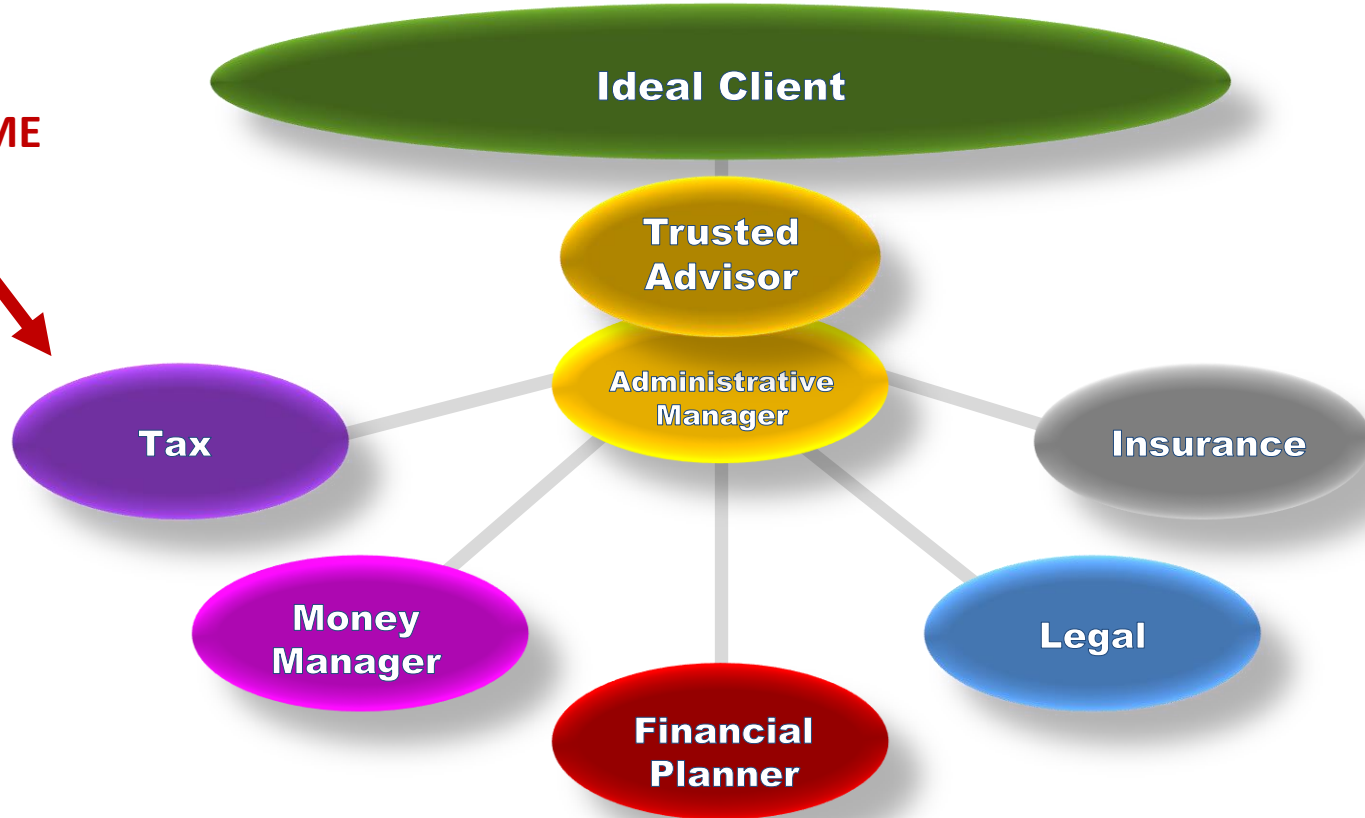 Ideal Client
ME
Trusted
Advisor
Administrative
Manager
Tax
Insurance
Money
Manager
Legal
Financial
Planner